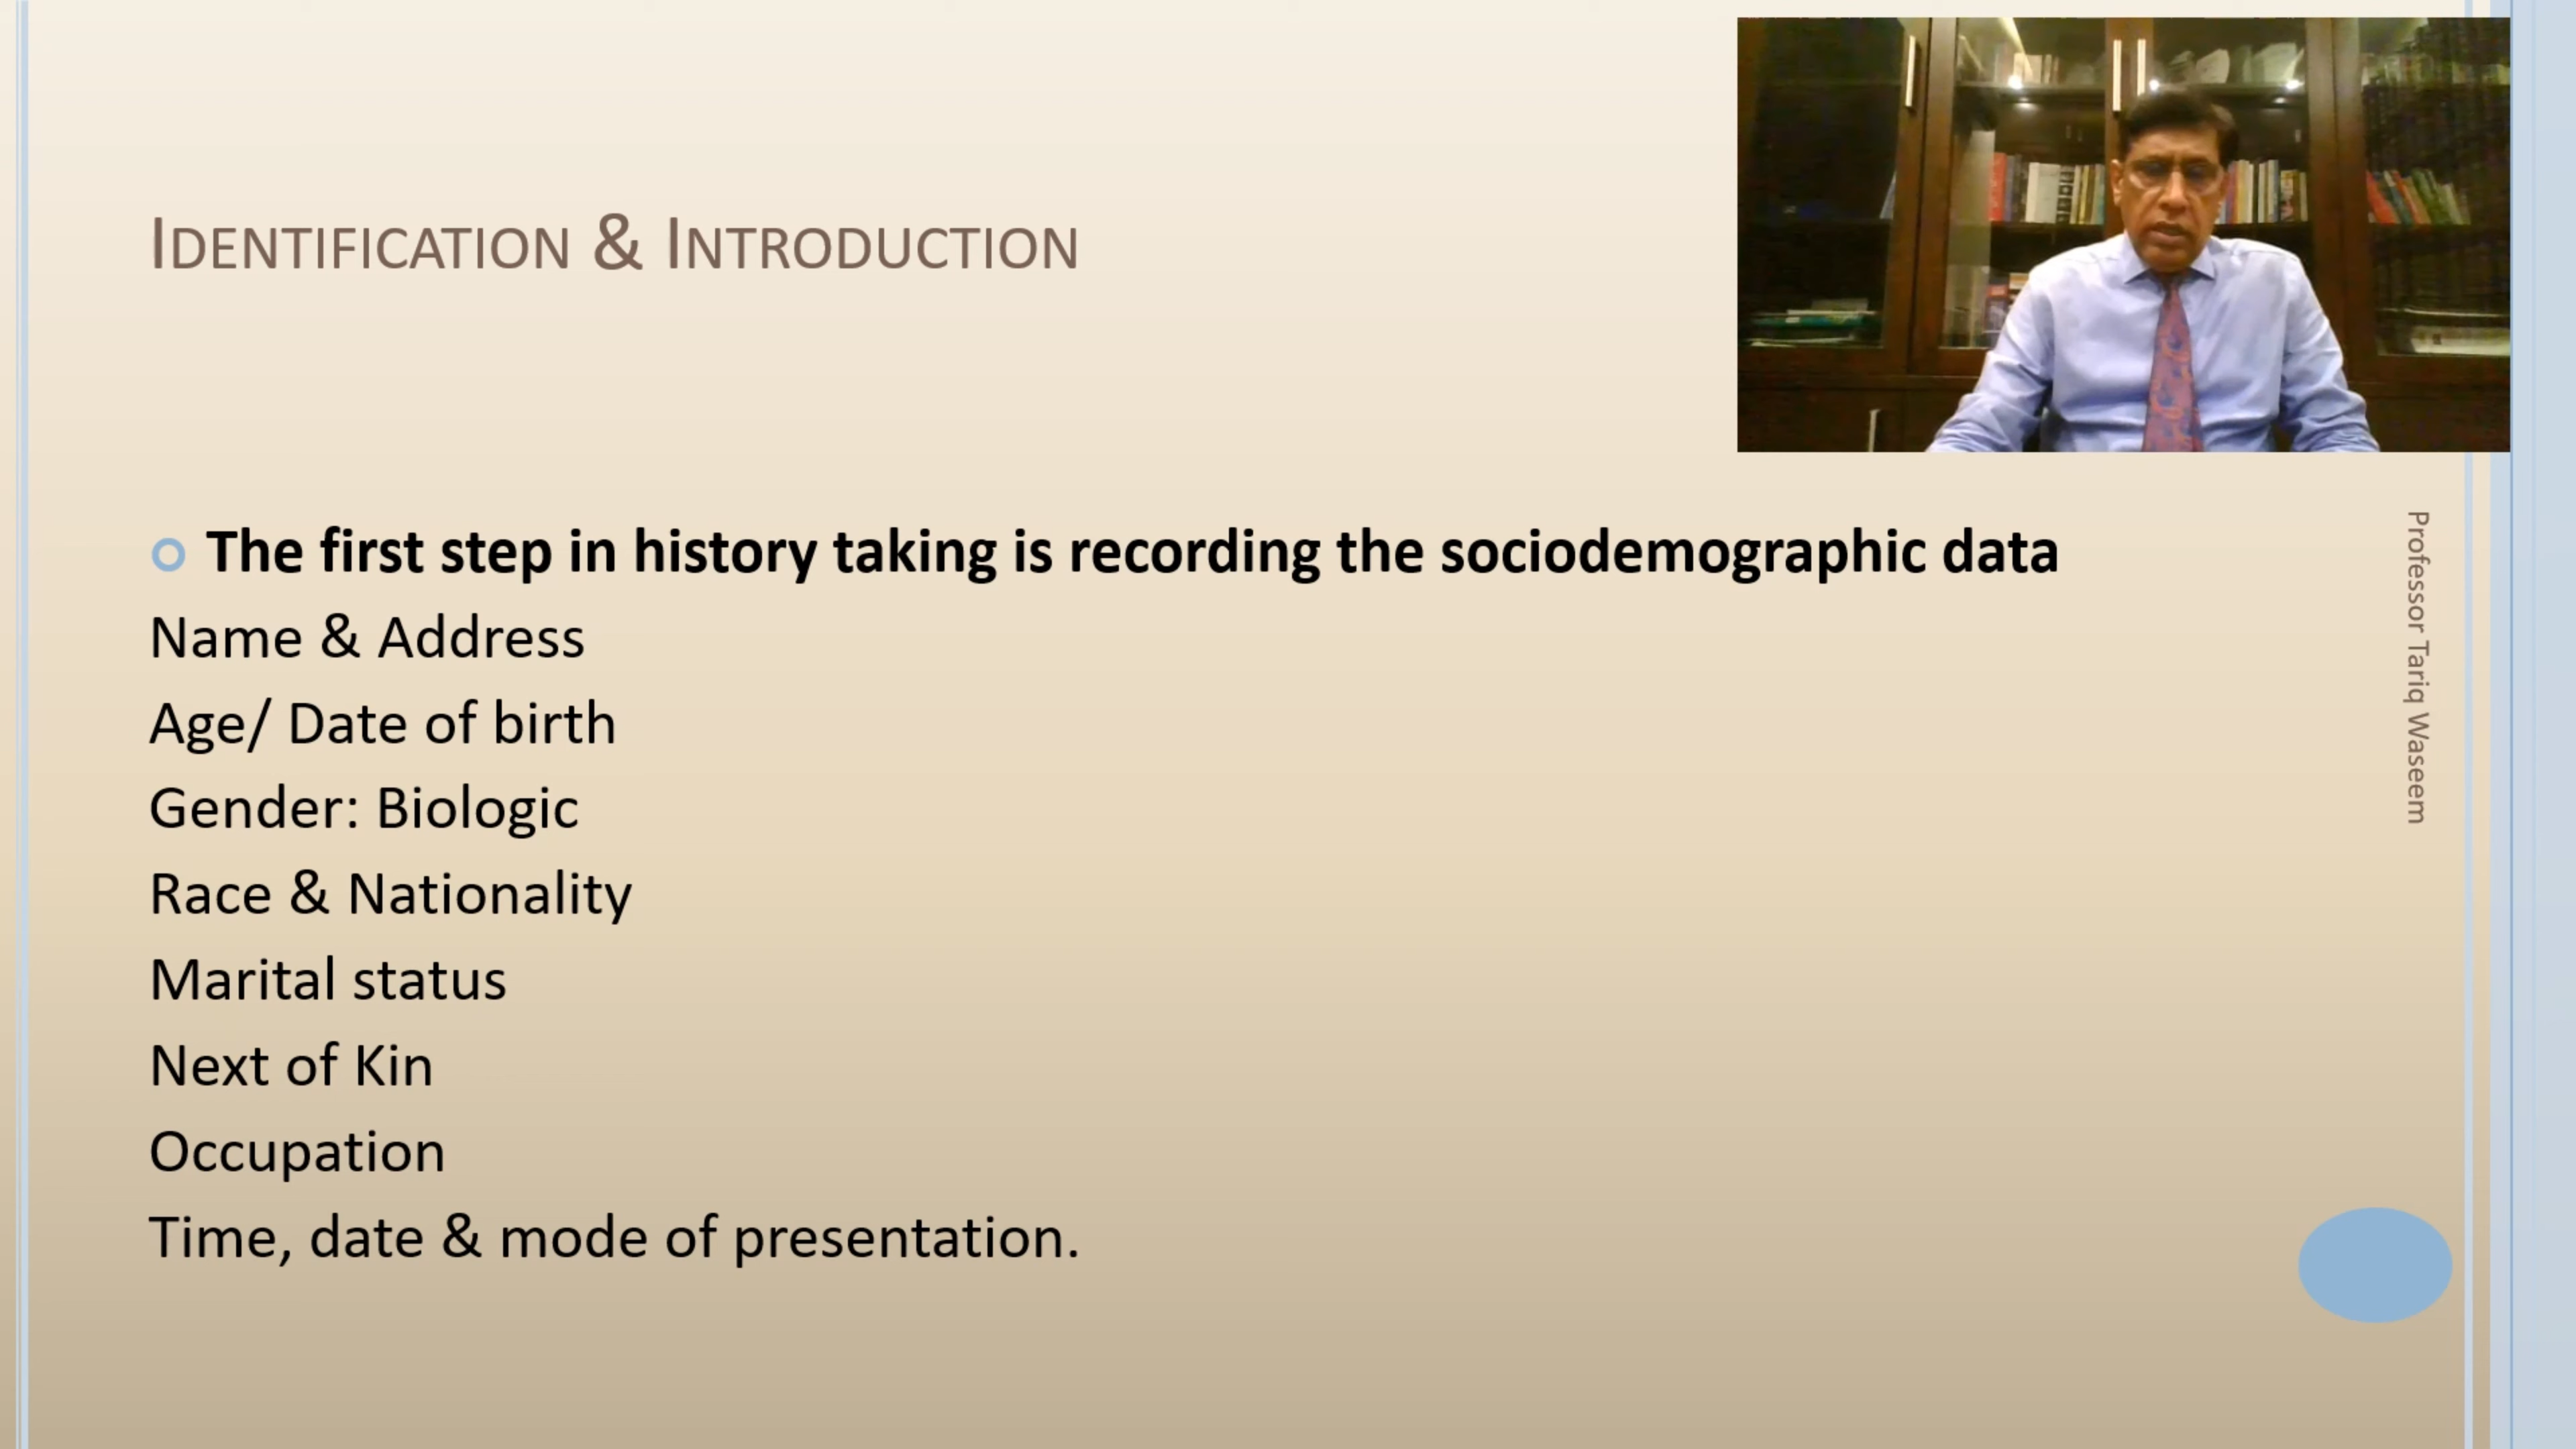 IDENTIFICATION & INTRODUCTION
The first step in history taking is recording the sociodemographic data
Name & Address
Age/ Date of birth
Gender: Biologic
Race & Nationality
Marital status
Next of Kin
Occupation
Time, date & mode of presentation.
Professor Tariq Waseem